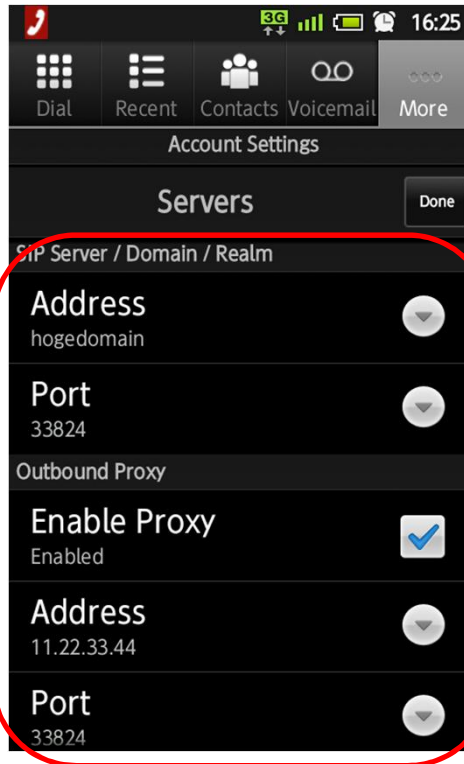 3G 16:25
Dial Recent Contacts Voicemail More
Account Settings
Servers Done
SIP Server / Domain / Realm
Address
hogedomain
Port
33824
Outbound Proxy
Enable Proxy
Enabled
Address
11.22.33.44
Port
33824